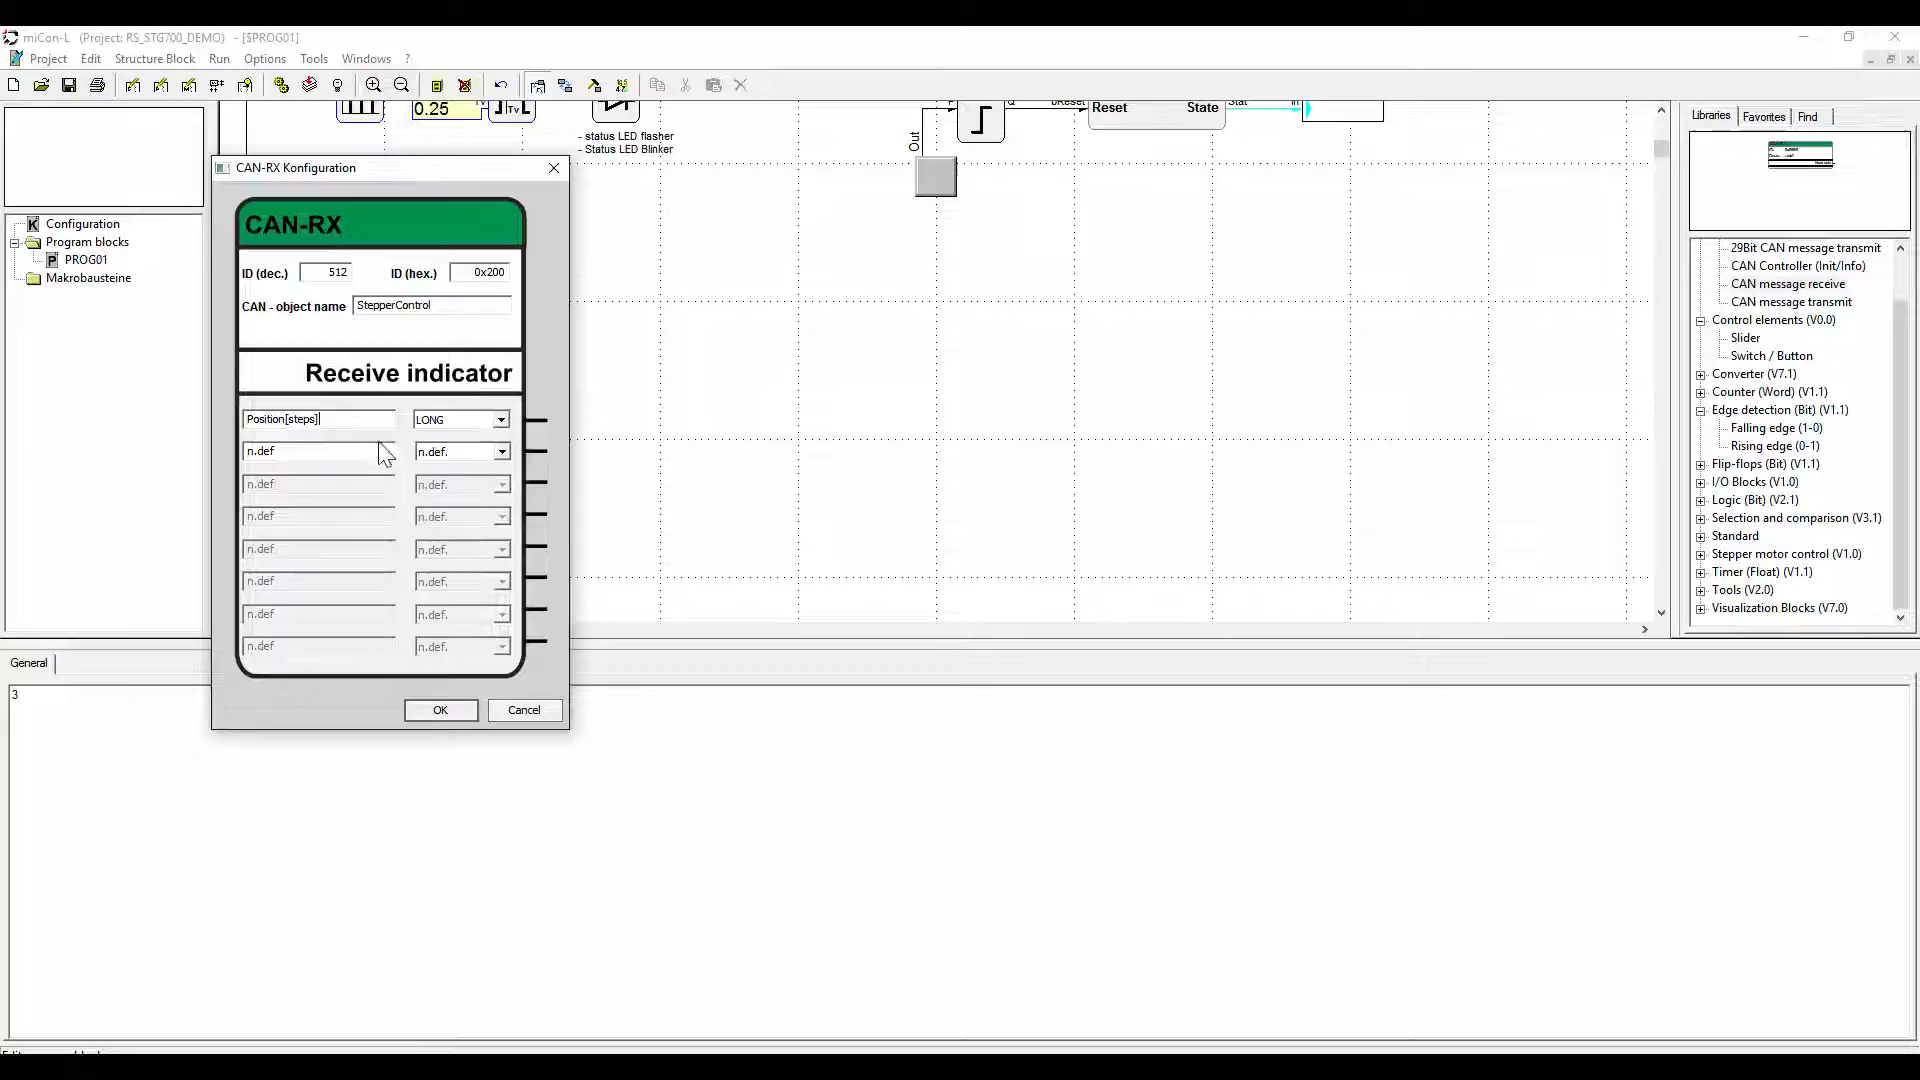 miCon-L (Project: RS_STG700_DEMO) - [$PROG01]
Project Edit Structure Block Run Options Tools Windows ?
0.25 Tv Tv
- status LED flasher
- Status LED Blinker
Out
Q bReset Reset State Stat In
Libraries Favorites Find
Configuration
Program blocks
PROG01
Makrobausteine
CAN-RX Konfiguration
CAN-RX
ID (dec.) 512 ID (hex.) 0x200
CAN - object name StepperControl
Receive indicator
Position[steps] LONG
n.def n.def.
n.def n.def.
n.def n.def.
n.def n.def.
n.def n.def.
n.def n.def.
n.def n.def.
OK Cancel
29Bit CAN message transmit
CAN Controller (Init/Info)
CAN message receive
CAN message transmit
Control elements (V0.0)
Slider
Switch / Button
Converter (V7.1)
Counter (Word) (V1.1)
Edge detection (Bit) (V1.1)
Falling edge (1-0)
Rising edge (0-1)
Flip-flops (Bit) (V1.1)
I/O Blocks (V1.0)
Logic (Bit) (V2.1)
Selection and comparison (V3.1)
Standard
Stepper motor control (V1.0)
Timer (Float) (V1.1)
Tools (V2.0)
Visualization Blocks (V7.0)
General
3